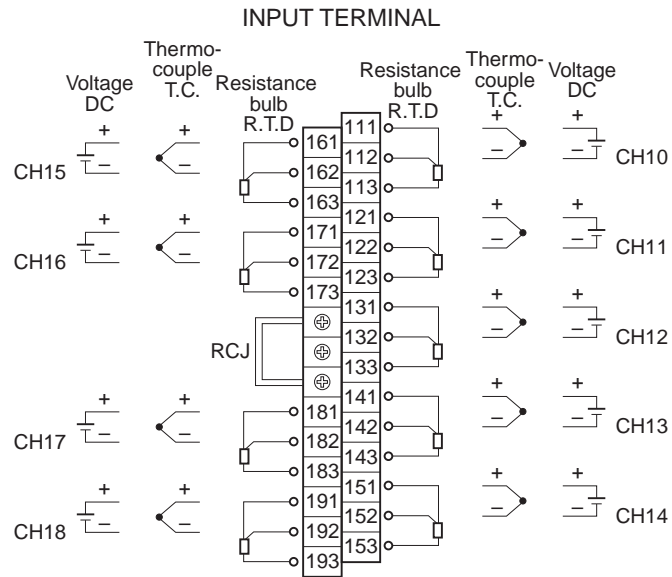 INPUT TERMINAL
Voltage
DC
Thermo-
couple
T.C.
Resistance
bulb
R.T.D
Resistance
bulb
R.T.D
Thermo-
couple
T.C.
Voltage
DC
CH15
+
−
+
−
161
162
163
111
112
113
+
−
+
−
CH10
CH16
+
−
+
−
171
172
173
121
122
123
+
−
+
−
CH11
RCJ
131
132
133
+
−
+
−
CH12
CH17
+
−
+
−
181
182
183
141
142
143
+
−
+
−
CH13
CH18
+
−
+
−
191
192
193
151
152
153
+
−
+
−
CH14